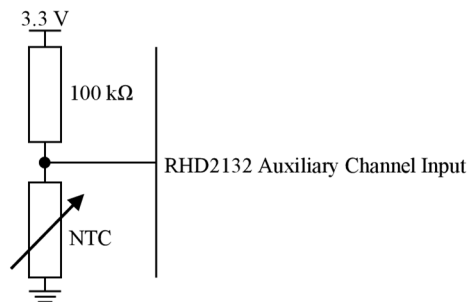 3.3 V
100 kΩ
RHD2132 Auxiliary Channel Input
NTC